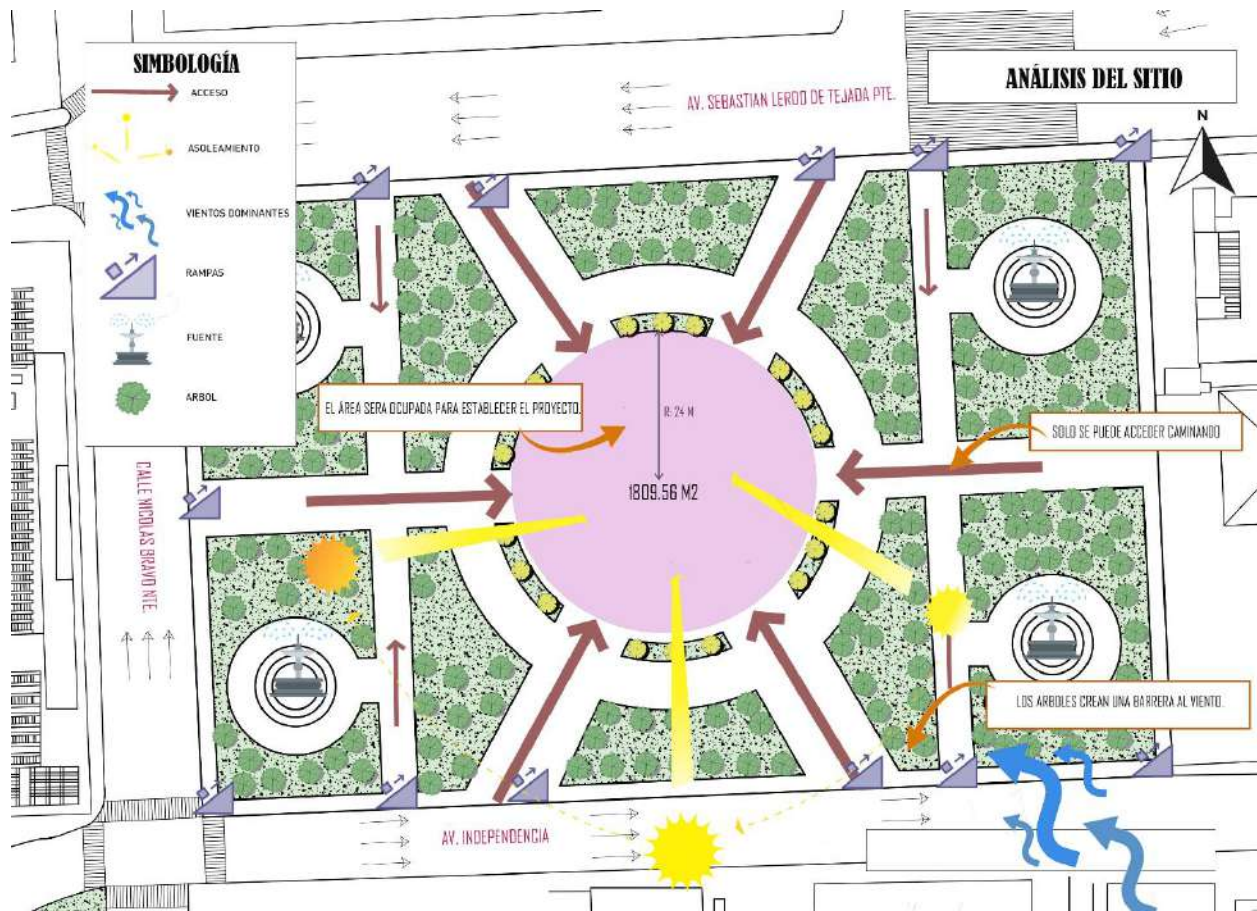 SIMBOLOGÍA
ACCESO
ASOLEAMIENTO
VIENTOS DOMINANTES
RAMPAS
FUENTE
ARBOL
ANÁLISIS DEL SITIO
N
AV. SEBASTIAN LERDO DE TEJADA PTE.
EL ÁREA SERA OCUPADA PARA ESTABLECER EL PROYECTO.
R: 24 M
1809.56 M2
SOLO SE PUEDE ACCEDER CAMINANDO
CALLE NICOLAS BRAVO NTE.
LOS ARBOLES CREAN UNA BARRERA AL VIENTO.
AV. INDEPENDENCIA